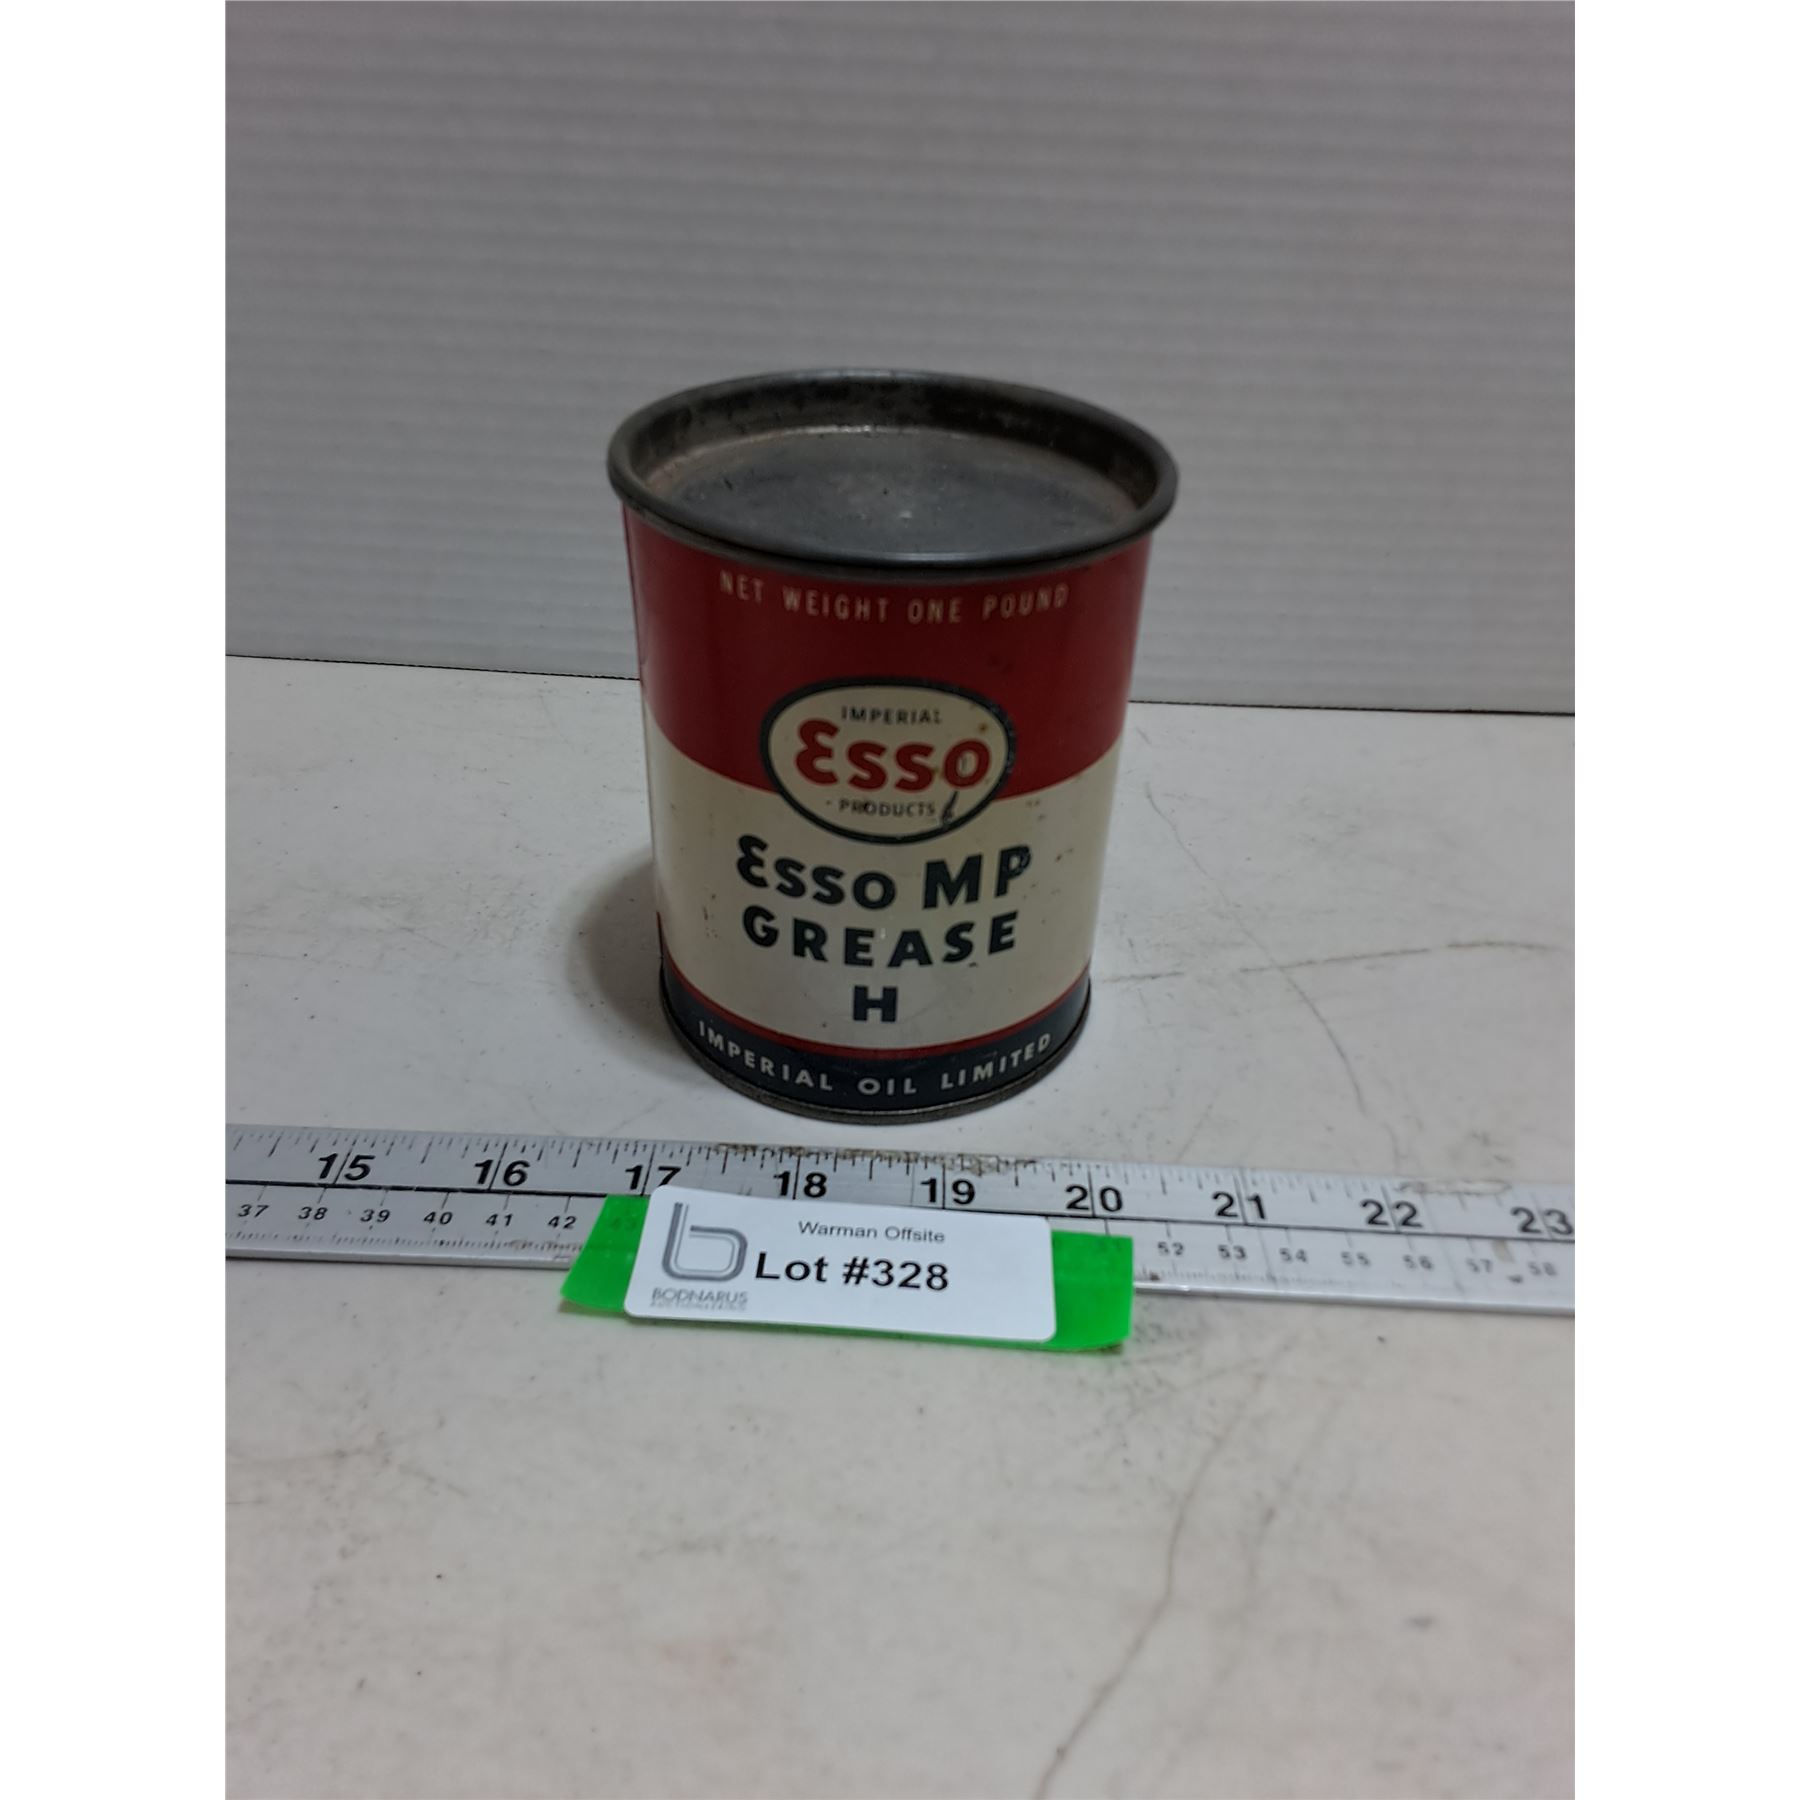 NET WEIGHT ONE POUND
IMPERIAL
Esso
PRODUCTS
Esso MP
GREASE
H
IMPERIAL OIL LIMITED
15 16 17 18 19 20 21 22 23
37 38 39 40 41 42 52 53 54 55 56 57 58
Warman Offsite
Lot #328
BODNARUS
AUCTIONEERING